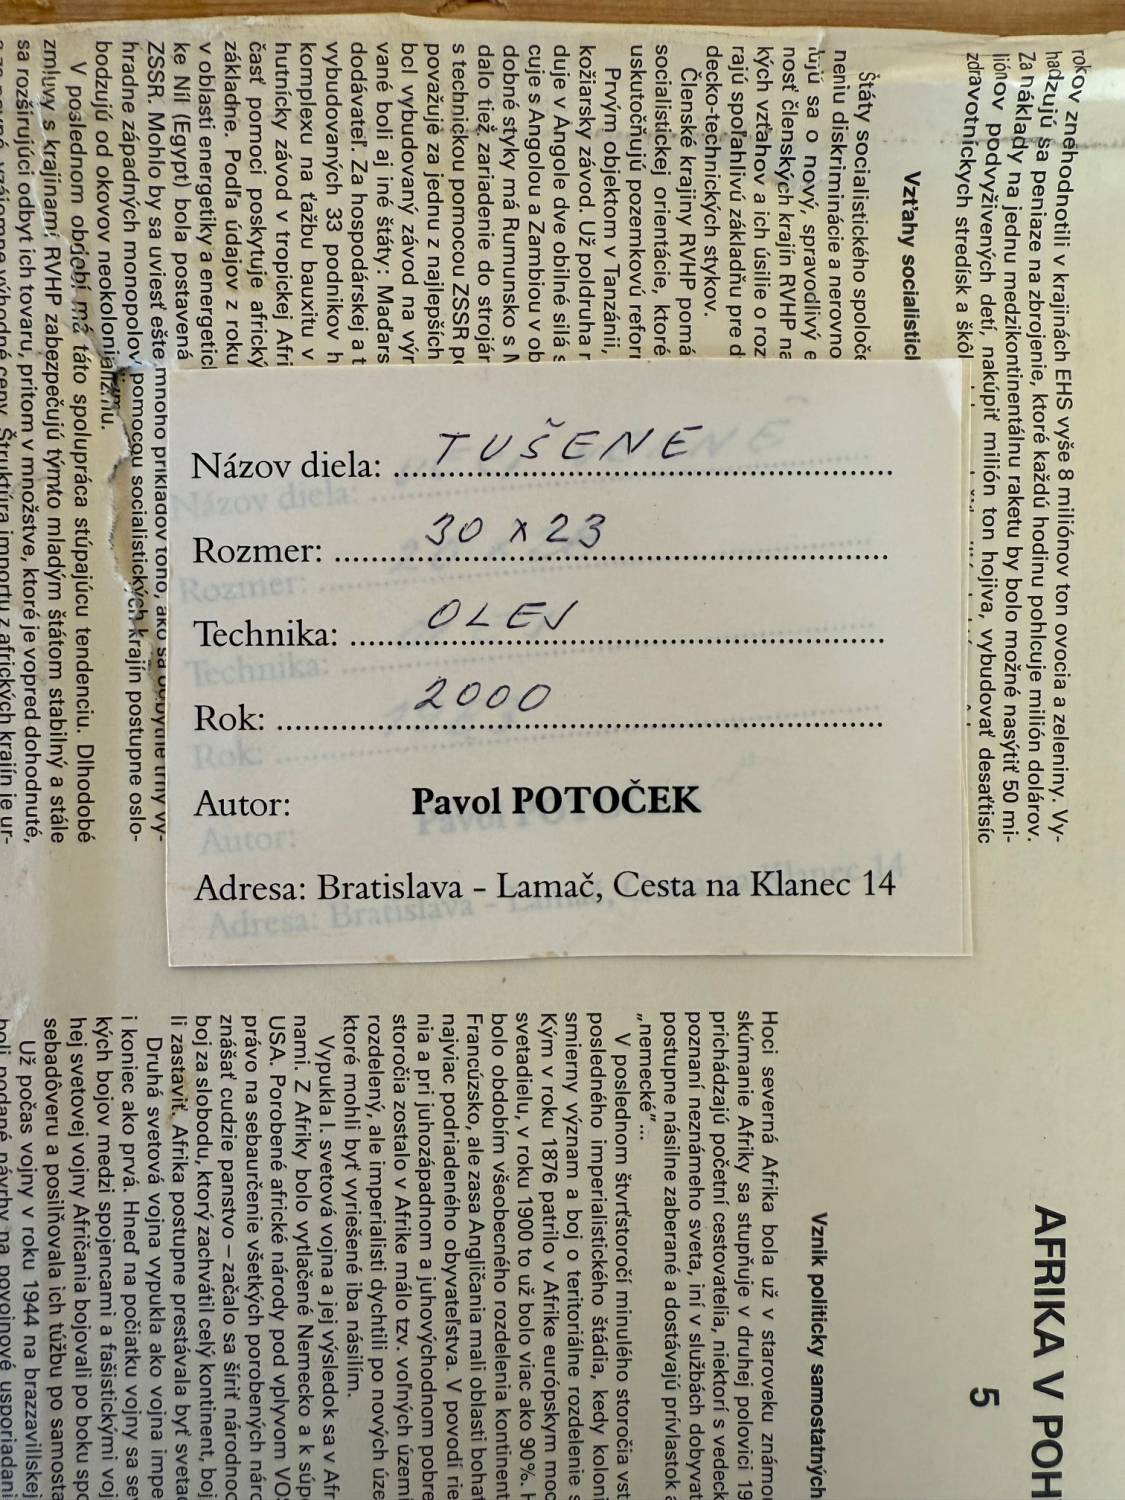 Názov diela: TUŠENE
Rozmer: 30 x 23
Technika: OLEJ
Rok: 2000
Autor: Pavol POTOČEK
Adresa: Bratislava - Lamač, Cesta na Klanec 14
rokov znehodnotili v krajinách EHS vyše 8 miliónov ton ovocia a zeleniny. Vy-
hadzujú sa peniaze na zbrojenie, ktoré každú hodinu pohlcuje milión dolárov.
Za náklady na jednu medzikontinentálnu raketu by bolo možné nasýtiť 50 mi-
liónov podvyživených detí, nakúpiť milión ton hojiva, vybudovať desaťtisíc
zdravotníckych stredísk a škôl
Vzťahy socialistic
Štáty socialistického spoloče
neniu diskriminácie a nerovno
sa o nový, spravodlivý
nosť členských krajín RVHP na
kých vzťahov a ich úsilie o roz
rajú spoľahlivú základňu pre d
decko-technických stykov.
Členské krajiny RVHP pomá
socialistickej orientácie, ktoré
uskutočňujú pozemkovú refor
Prvým objektom v Tanzánii,
kožiarsky závod. Už poldruha r
duje v Angole dve obilné silá
cuje s Angolou a Zambiou v ob
dobné styky má Rumunsko s
dalo tiež zariadenie do strojár
s technickou pomocou ZSSR
považuje za jednu z najlepších
bol vybudovaný závod na výr
vané boli aj iné štáty: Maďars
dodávateľ. Za hospodárskej a t
vybudovaných 33 podnikov h
komplexu na ťažbu bauxitu v
hutnícky závod v tropickej Afri
časť pomoci poskytuje africký
základne. Podľa údajov z roku
v oblasti energetiky a energetic
ke Níl (Egypt) bola postavená
ZSSR. Mohlo by sa uviesť ešte mnoho príkladov toho, ako sa vy-
hradne západných monopolov pomocou socialistických krajín postupne oslo-
bodzujú od okovov neokolonializmu.
V poslednom období má táto spolupráca stúpajúcu tendenciu. Dlhodobé
zmluvy s krajinami RVHP zabezpečujú týmto mladým štátom stabilný a stále
sa rozširujúci odbyt ich tovaru, pritom v množstve, ktoré je vopred dohodnuté,
vzájomne výhodné ceny. Štruktúra importu z afrických krajín je ur-
AFRIKA V POH
5
Vznik politicky samostatných
Hoci severná Afrika bola už v staroveku známo
skúmanie Afriky sa stupňuje v druhej polovici 19
prichádzajú početní cestovatelia, niektorí s vedeck
poznaní neznámeho sveta, iní v službách dobyvat
postupne násilne zaberané a dostávajú prívlastok
„nemecké"...
V poslednom štvrťstoročí minulého storočia vst
posledného imperialistického štádia, kedy koloni
smierny význam a boj o teritoriálne rozdelenie
Kým v roku 1876 patrilo v Afrike európskym moc
svetadielu, v roku 1900 to už bolo viac ako 90%.
bolo obdobím všeobecného rozdelenia kontinent
Francúzsko, ale zasa Angličania mali oblasti bohat
najviac podriadeného obyvateľstva. V povodí rie
nia a pri juhozápadnom a juhovýchodnom pobre
storočia zostalo v Afrike málo tzv. voľných území
rozdelený, ale imperialisti dychtili po nových úze
ktoré mohli byť vyriešené iba násilím.
Vypukla I. svetová vojna a jej výsledok sa v Afr
nami. Z Afriky bolo vytlačené Nemecko a k súpe
USA. Porobené africké národy pod vplyvom VO
právo na sebaurčenie všetkých porobených náro
znášať cudzie panstvo – začalo sa šíriť národnoo
boj za slobodu, ktorý zachvátil celý kontinent, boj
li zastaviť. Afrika postupne prestávala byť svetad
Druhá svetová vojna vypukla ako vojna impe
i koniec ako prvá. Hneď na počiatku vojny sa se
kých bojov medzi spojencami a fašistickými voj
hej svetovej vojny Afričania bojovali po boku spo
sebadôveru a posilňovala ich túžbu po samosta
Už počas vojny v roku 1944 na brazzavillskej
boli podané návrhy na povojnové usporiadani